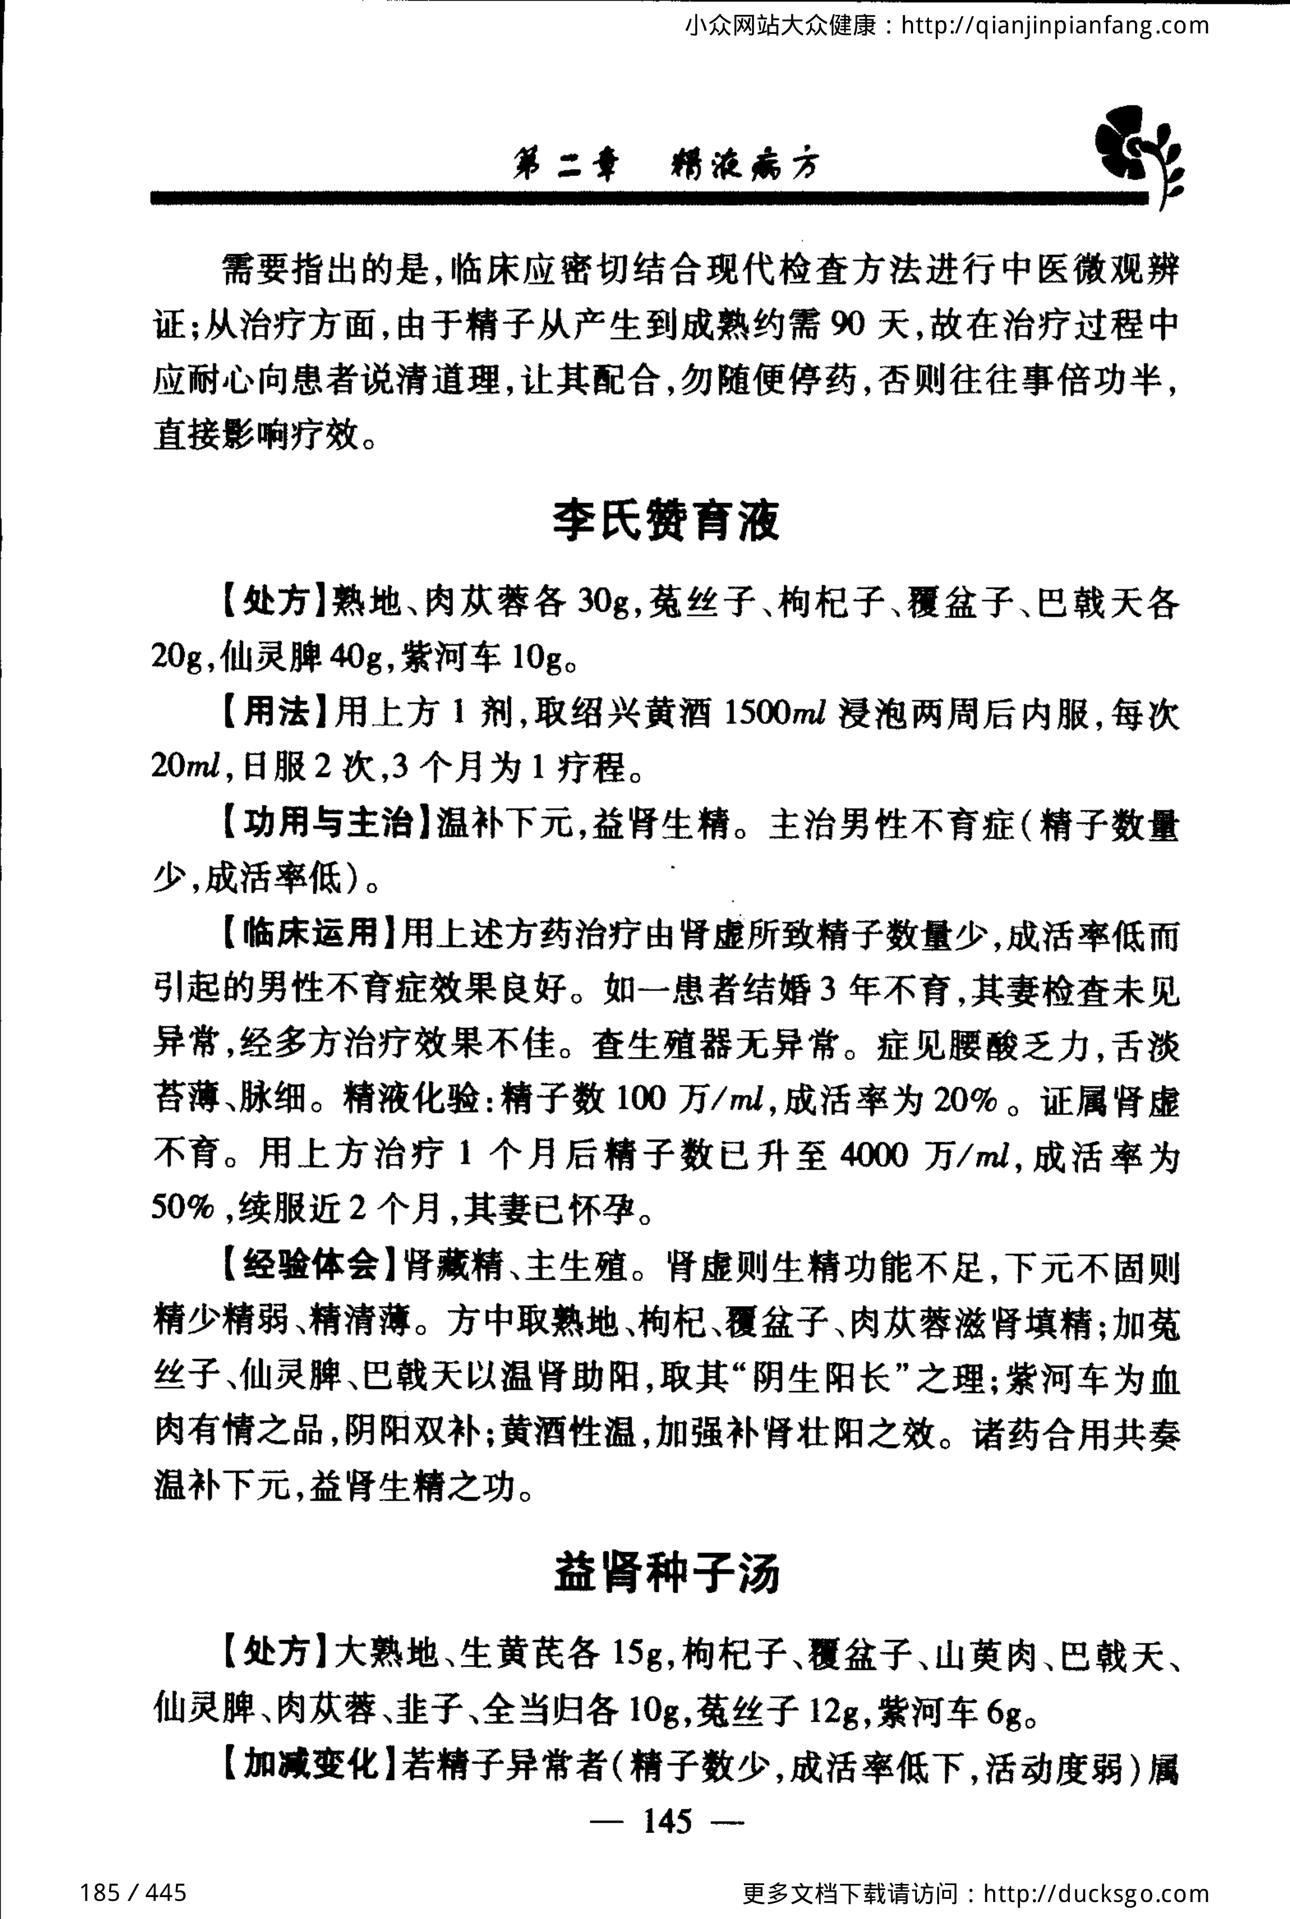 小众网站大众健康：http://qianjinpianfang.com
第二章 精液病方
需要指出的是,临床应密切结合现代检查方法进行中医微观辨
证;从治疗方面,由于精子从产生到成熟约需 90 天,故在治疗过程中
应耐心向患者说清道理,让其配合,勿随便停药,否则往往事倍功半,
直接影响疗效。
李氏赞育液
【处方】熟地、肉苁蓉各 30g,菟丝子、枸杞子、覆盆子、巴戟天各
20g,仙灵脾 40g,紫河车 10g。
【用法】用上方 1 剂,取绍兴黄酒 1500ml 浸泡两周后内服,每次
20ml,日服 2 次,3 个月为 1 疗程。
【功用与主治】温补下元,益肾生精。主治男性不育症(精子数量
少,成活率低)。
【临床运用】用上述方药治疗由肾虚所致精子数量少,成活率低而
引起的男性不育症效果良好。如一患者结婚 3 年不育,其妻检查未见
异常,经多方治疗效果不佳。查生殖器无异常。症见腰酸乏力,舌淡
苔薄、脉细。精液化验:精子数 100 万/ml,成活率为 20%。证属肾虚
不育。用上方治疗 1 个月后精子数已升至 4000 万/ml,成活率为
50%,续服近 2 个月,其妻已怀孕。
【经验体会】肾藏精、主生殖。肾虚则生精功能不足,下元不固则
精少精弱、精清薄。方中取熟地、枸杞、覆盆子、肉苁蓉滋肾填精;加菟
丝子、仙灵脾、巴戟天以温肾助阳,取其“阴生阳长”之理;紫河车为血
肉有情之品,阴阳双补;黄酒性温,加强补肾壮阳之效。诸药合用共奏
温补下元,益肾生精之功。
益肾种子汤
【处方】大熟地、生黄芪各 15g,枸杞子、覆盆子、山萸肉、巴戟天、
仙灵脾、肉苁蓉、韭子、全当归各 10g,菟丝子 12g,紫河车 6g。
【加减变化】若精子异常者(精子数少,成活率低下,活动度弱)属
— 145 —
185 / 445
更多文档下载请访问：http://ducksgo.com